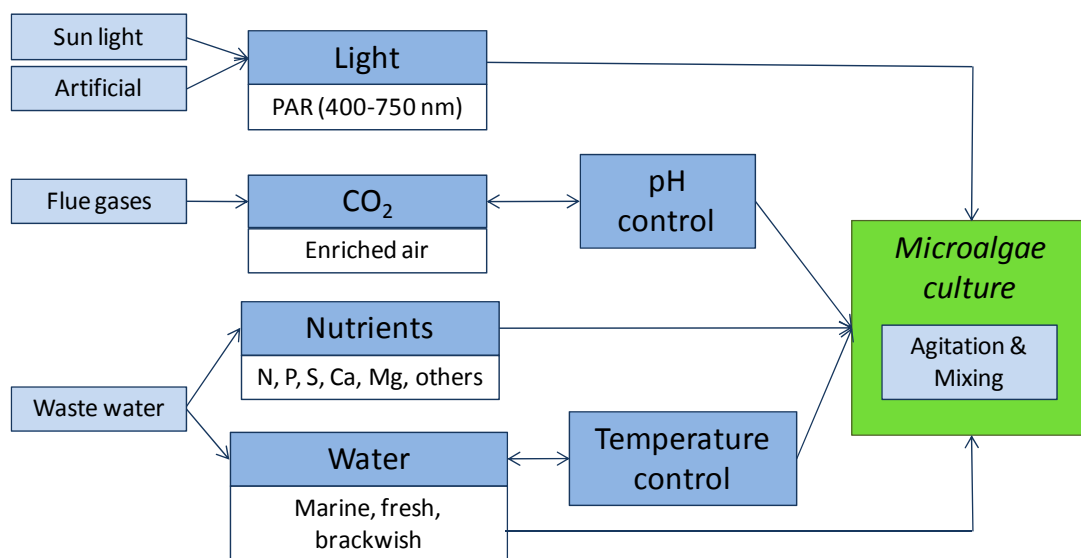 Sun light
Artificial
Light
PAR (400-750 nm)
Flue gases
CO₂
Enriched air
pH
control
Microalgae
culture
Agitation &
Mixing
Nutrients
N, P, S, Ca, Mg, others
Waste water
Water
Marine, fresh,
brackwish
Temperature
control